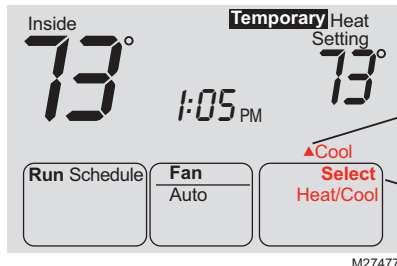 Inside
Temporary Heat
Setting
73°
73°
1:05 PM
▲Cool
Run Schedule
Fan
Auto
Select
Heat/Cool
M27477